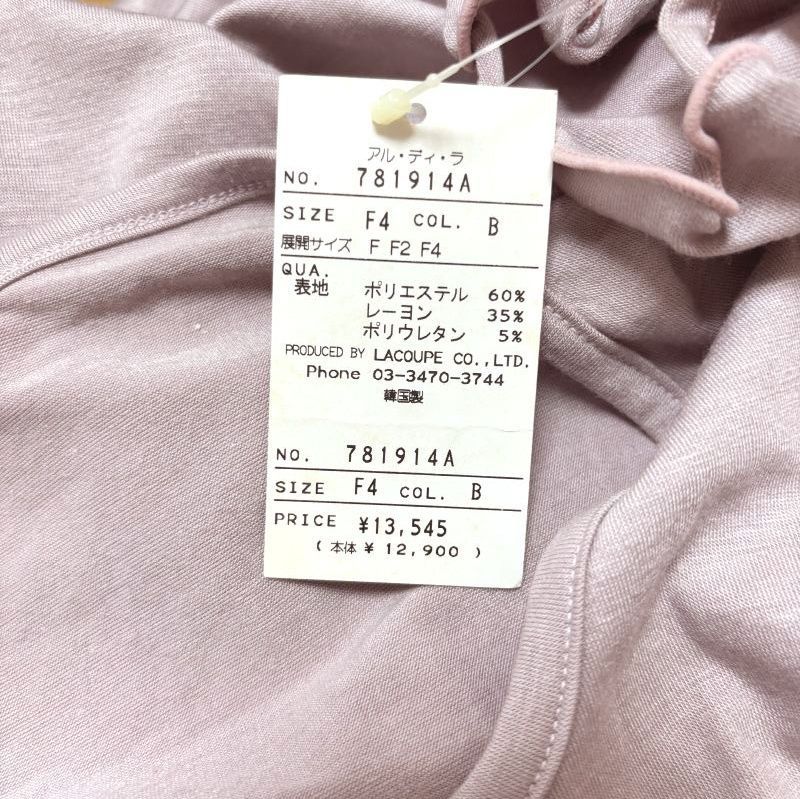 アル・ディ・ラ
NO. 781914A
SIZE F4 COL. B
展開サイズ F F2 F4
QUA.
表地 ポリエステル 60%
レーヨン 35%
ポリウレタン 5%
PRODUCED BY LACOUPE CO.,LTD.
Phone 03-3470-3744
韓国製
NO. 781914A
SIZE F4 COL. B
PRICE ¥13,545
(本体 ¥ 12,900 )